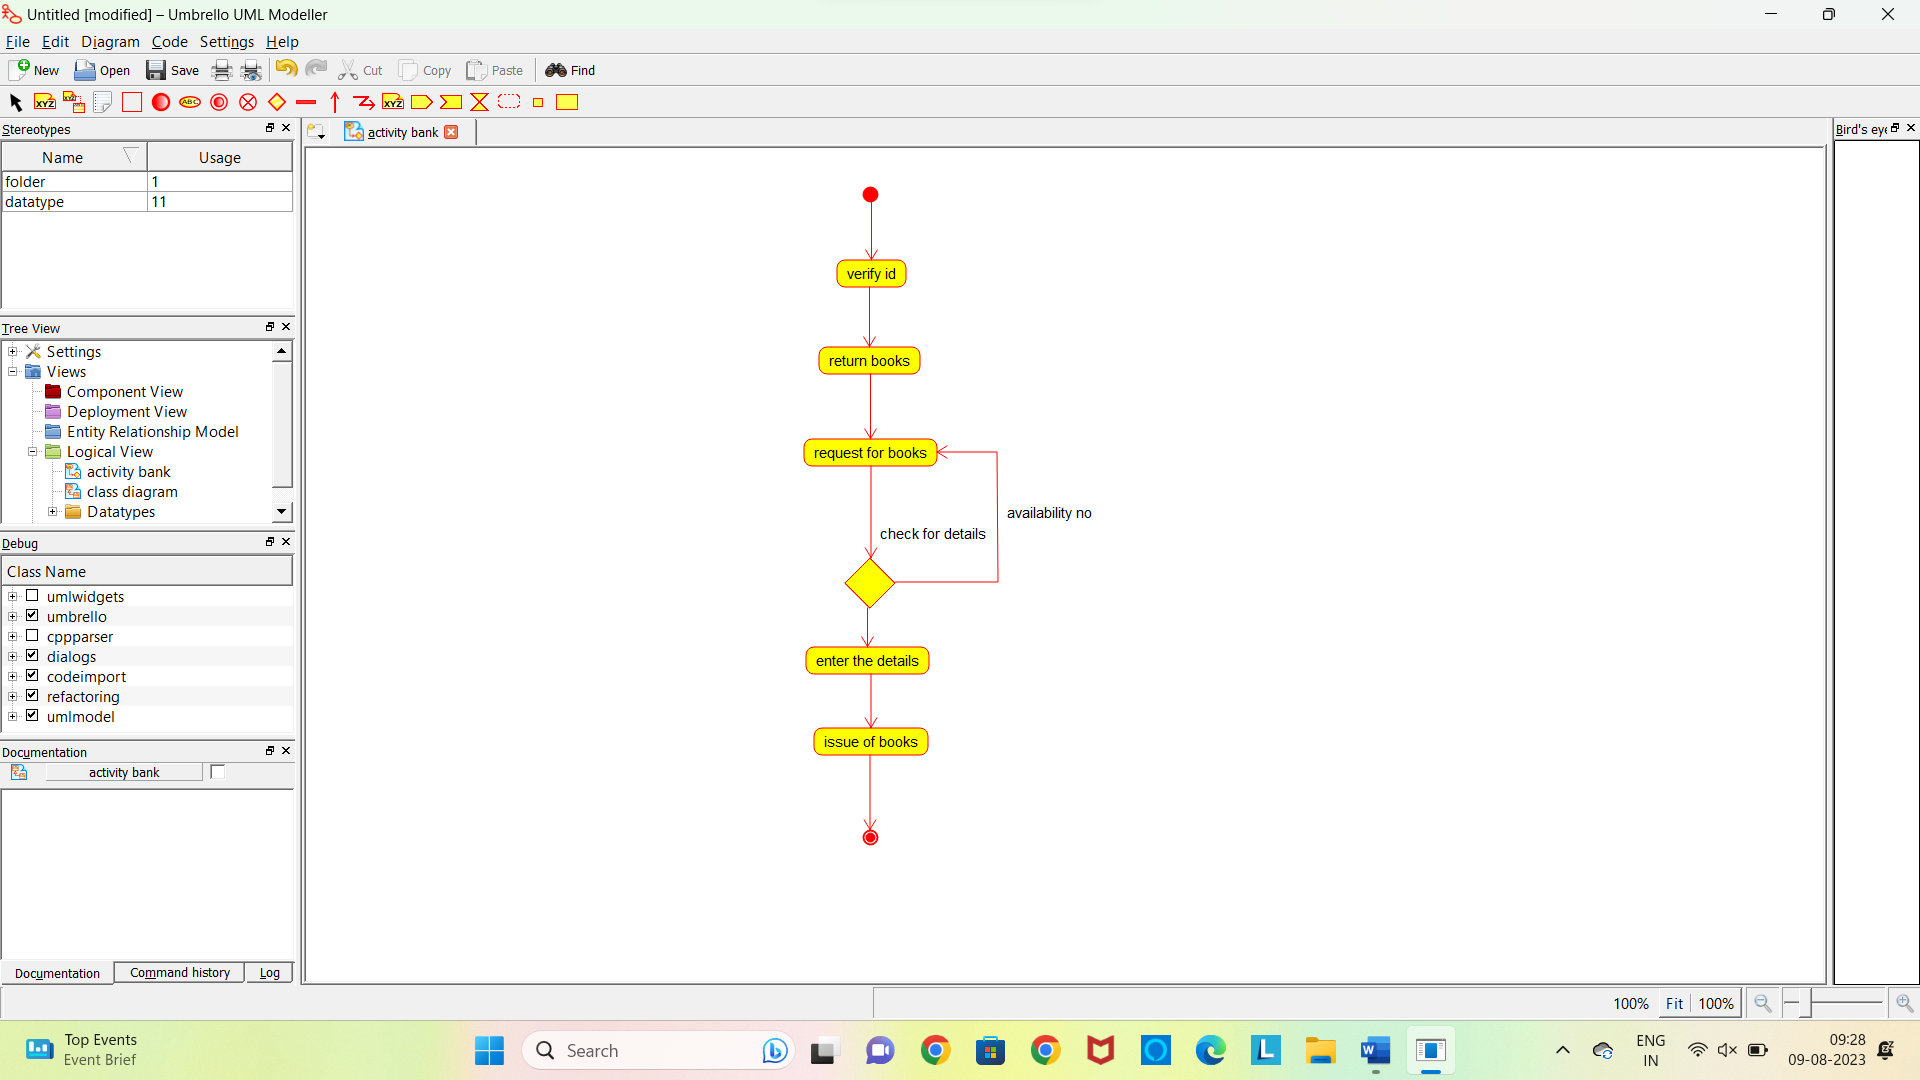 Untitled [modified] – Umbrello UML Modeller
File Edit Diagram Code Settings Help
New Open Save Cut Copy Paste Find
XYZ XYZ ABC XYZ
Stereotypes
Name Usage
folder 1
datatype 11
Tree View
Settings
Views
Component View
Deployment View
Entity Relationship Model
Logical View
activity bank
class diagram
Datatypes
Debug
Class Name
umlwidgets
umbrello
cppparser
dialogs
codeimport
refactoring
umlmodel
Documentation
activity bank
Documentation Command history Log
activity bank
verify id
return books
request for books
availability no
check for details
enter the details
issue of books
Bird's eye
100% Fit 100%
Top Events
Event Brief
Search
ENG
IN
09:28
09-08-2023